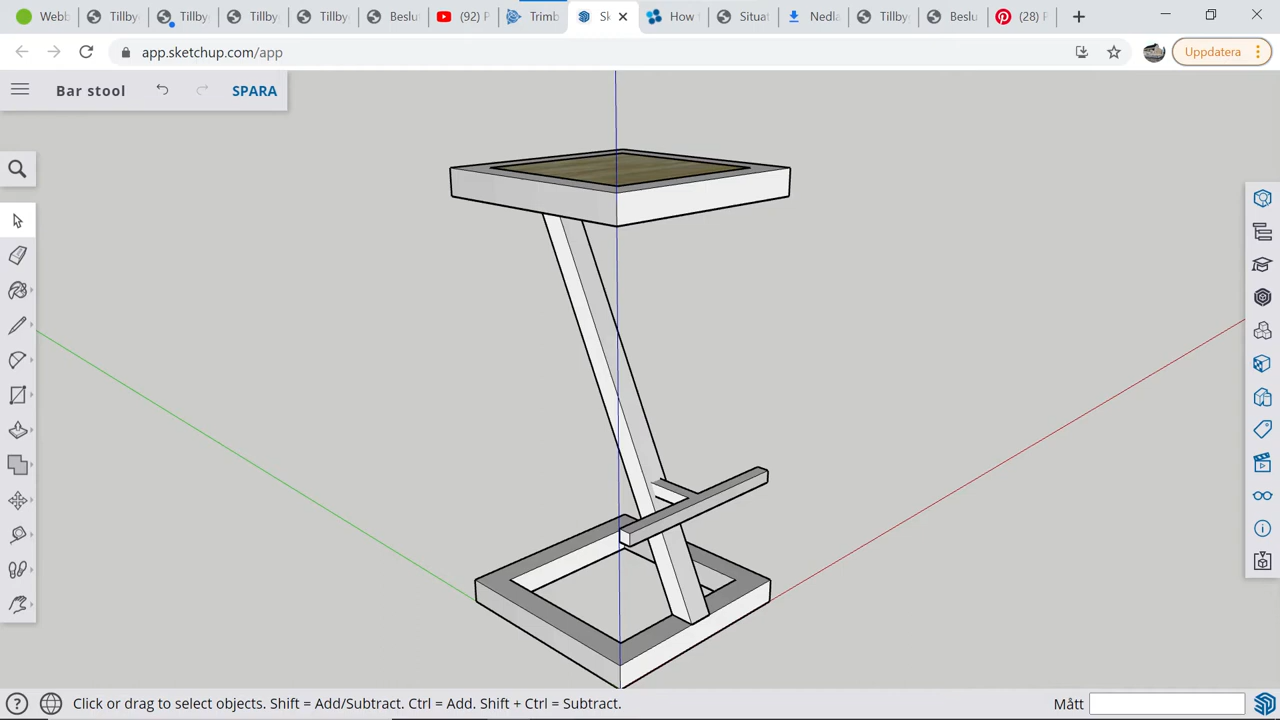 Webb Tillby Tillby Tillby Tillby Beslu (92) P Trimb Sk How Situat Nedla Tillby Beslu (28) P
app.sketchup.com/app Uppdatera
Bar stool SPARA
Click or drag to select objects. Shift = Add/Subtract. Ctrl = Add. Shift + Ctrl = Subtract. Mått